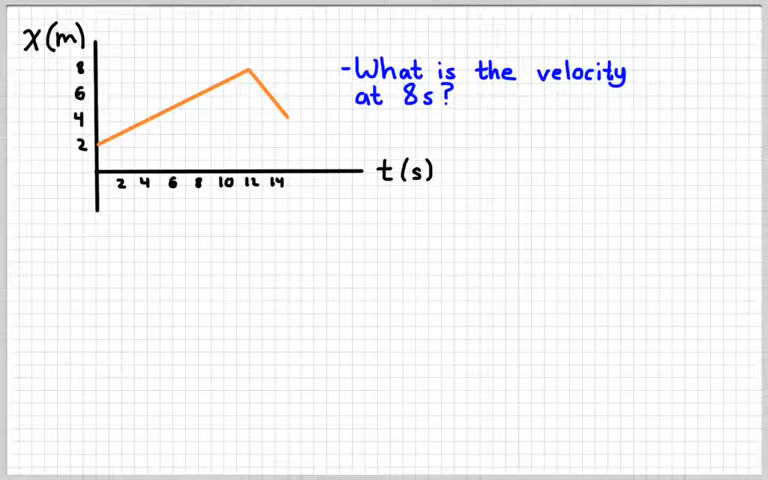 x(m)
8
6
4
2
2 4 6 8 10 12 14
t(s)
-What is the velocity
at 8s?